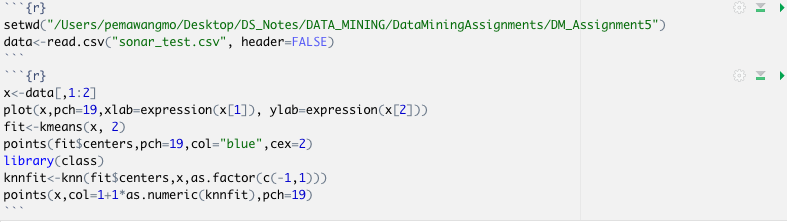 ```{r}
setwd("/Users/pemawangmo/Desktop/DS_Notes/DATA_MINING/DataMiningAssignments/DM_Assignment5")
data<-read.csv("sonar_test.csv", header=FALSE)
```
```{r}
x<-data[,1:2]
plot(x,pch=19,xlab=expression(x[1]), ylab=expression(x[2]))
fit<-kmeans(x, 2)
points(fit$centers,pch=19,col="blue",cex=2)
library(class)
knnfit<-knn(fit$centers,x,as.factor(c(-1,1)))
points(x,col=1+1*as.numeric(knnfit),pch=19)
```